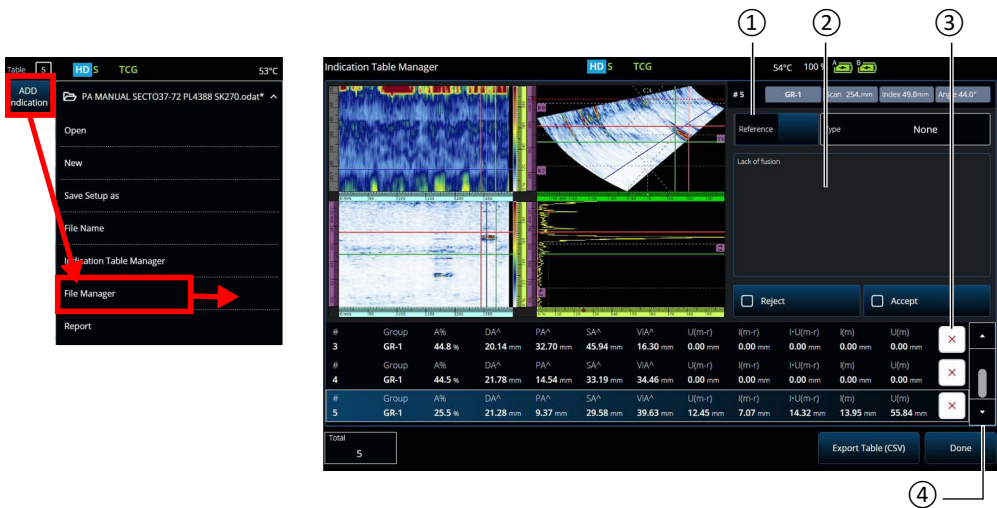 ① ② ③
Table 5 HD S TCG 53°C
ADD
Indication
PA MANUAL SECTO37-72 PL4388 SK270.odat*
Open
New
Save Setup as
File Name
Indication Table Manager
File Manager
Report
Indication Table Manager HD S TCG 54°C 100 % A B
# 5 GR-1 Scan 254.mm Index 49.0mm Angle 44.0°
Reference Type None
Lack of fusion
Reject Accept
# Group A% DA^ PA^ SA^ ViA^ U(m-r) I(m-r) I-U(m-r) I(m) U(m)
3 GR-1 44.8 % 20.14 mm 32.70 mm 45.94 mm 16.30 mm 0.00 mm 0.00 mm 0.00 mm 0.00 mm 0.00 mm
# Group A% DA^ PA^ SA^ ViA^ U(m-r) I(m-r) I-U(m-r) I(m) U(m)
4 GR-1 44.5 % 21.78 mm 14.54 mm 33.19 mm 34.46 mm 0.00 mm 0.00 mm 0.00 mm 0.00 mm 0.00 mm
# Group A% DA^ PA^ SA^ ViA^ U(m-r) I(m-r) I-U(m-r) I(m) U(m)
5 GR-1 25.5 % 21.28 mm 9.37 mm 29.58 mm 39.63 mm 12.45 mm 7.07 mm 14.32 mm 13.95 mm 55.84 mm
Total
5
Export Table (CSV) Done
④